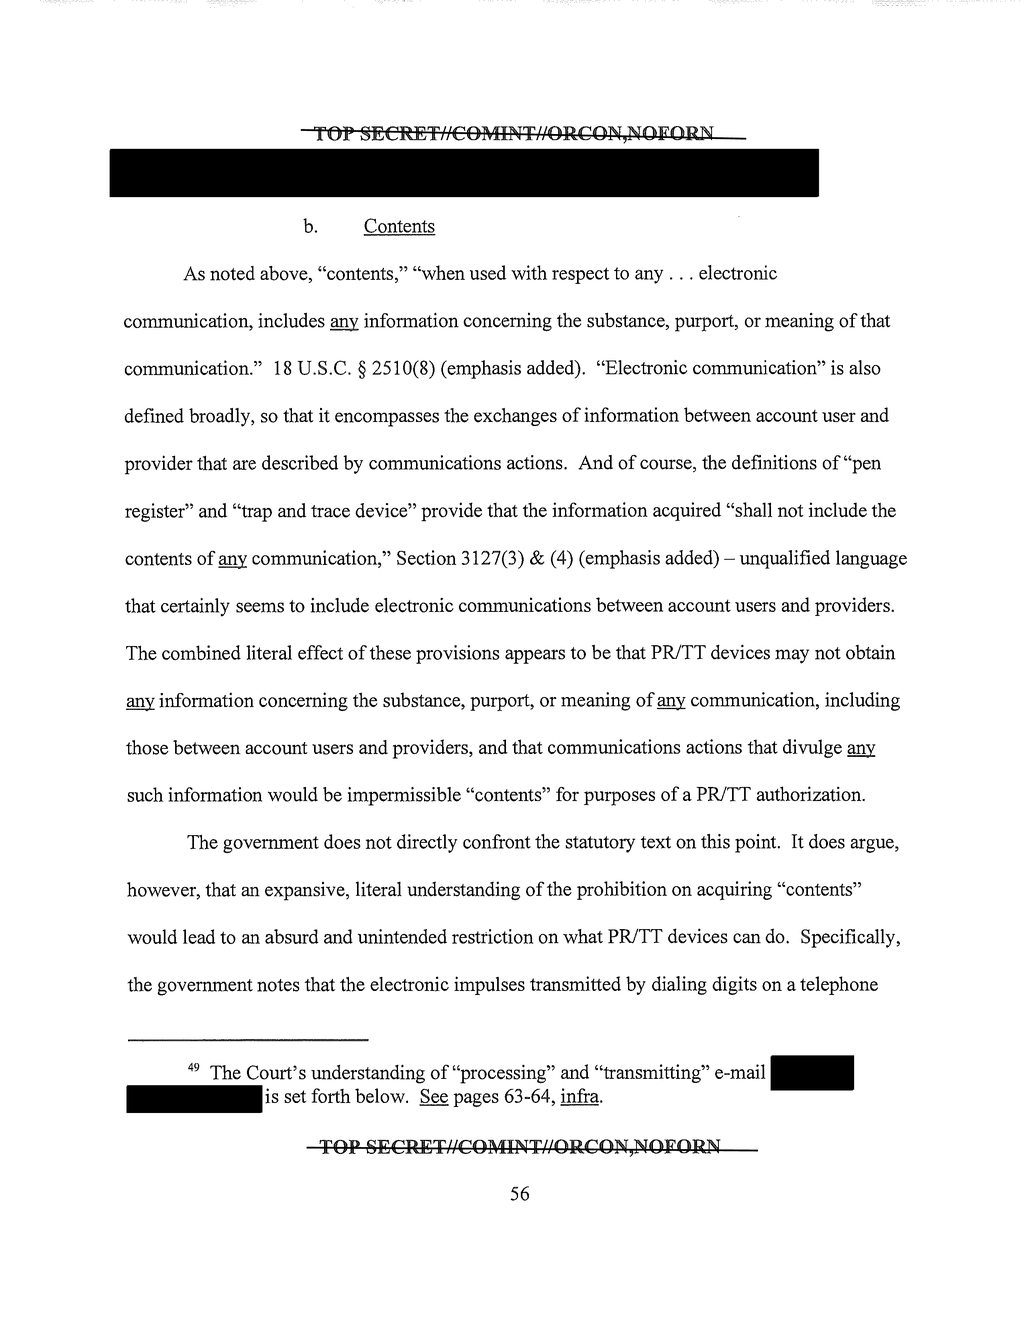 TOP SECRET//COMINT//ORCON,NOFORN
b. Contents
As noted above, “contents,” “when used with respect to any . . . electronic
communication, includes any information concerning the substance, purport, or meaning of that
communication.” 18 U.S.C. § 2510(8) (emphasis added). “Electronic communication” is also
defined broadly, so that it encompasses the exchanges of information between account user and
provider that are described by communications actions. And of course, the definitions of “pen
register” and “trap and trace device” provide that the information acquired “shall not include the
contents of any communication,” Section 3127(3) & (4) (emphasis added) – unqualified language
that certainly seems to include electronic communications between account users and providers.
The combined literal effect of these provisions appears to be that PR/TT devices may not obtain
any information concerning the substance, purport, or meaning of any communication, including
those between account users and providers, and that communications actions that divulge any
such information would be impermissible “contents” for purposes of a PR/TT authorization.
The government does not directly confront the statutory text on this point. It does argue,
however, that an expansive, literal understanding of the prohibition on acquiring “contents”
would lead to an absurd and unintended restriction on what PR/TT devices can do. Specifically,
the government notes that the electronic impulses transmitted by dialing digits on a telephone
49 The Court’s understanding of “processing” and “transmitting” e-mail
is set forth below. See pages 63-64, infra.
TOP SECRET//COMINT//ORCON,NOFORN
56